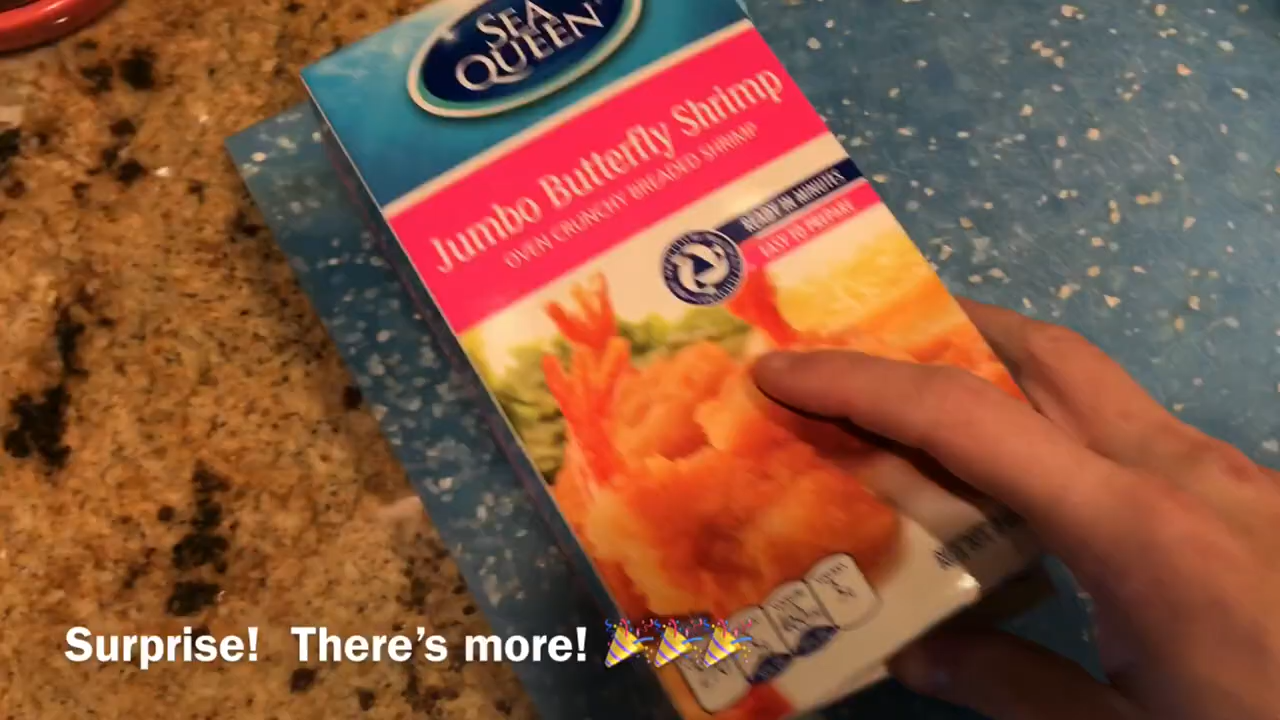 SEA
QUEEN
Jumbo Butterfly Shrimp
OVEN CRUNCHY BREADED SHRIMP
READY IN MINUTES
EASY TO PREPARE
Surprise! There's more! 🎉🎉🎉